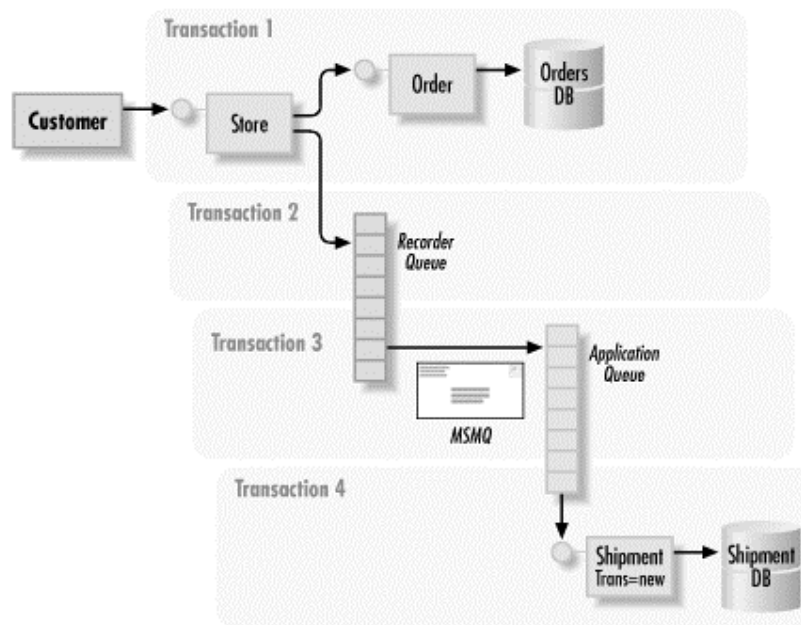 Transaction 1
Customer
Store
Order
Orders
DB
Transaction 2
Recorder
Queue
Transaction 3
Application
Queue
MSMQ
Transaction 4
Shipment
Trans=new
Shipment
DB